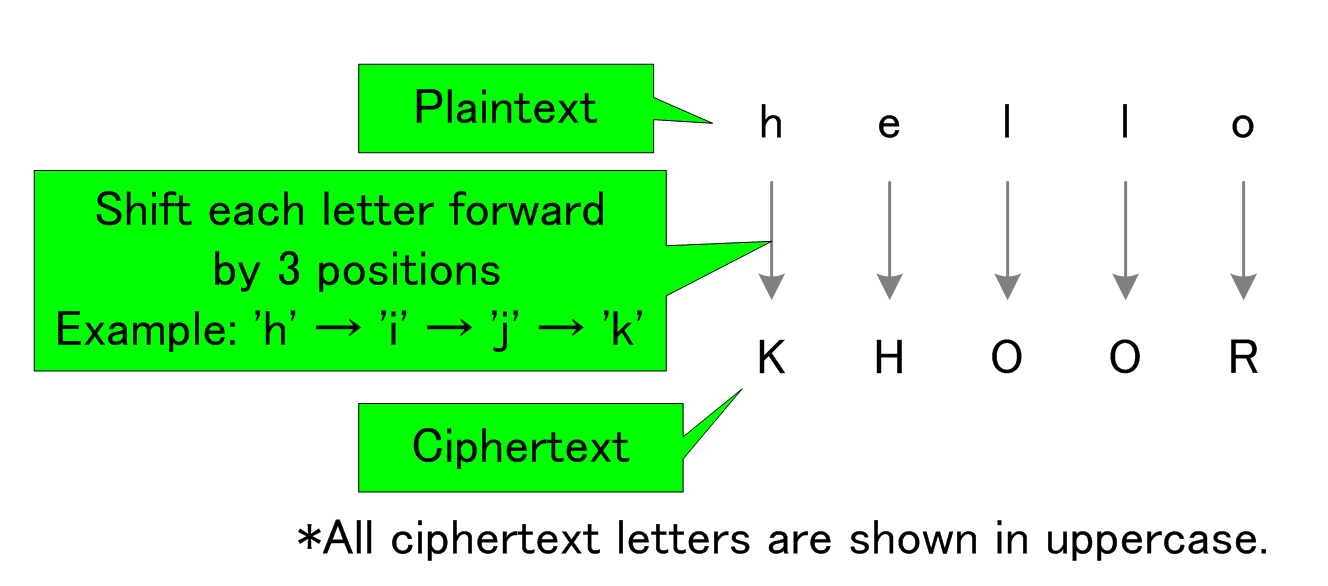 Plaintext
h e l l o
Shift each letter forward
by 3 positions
Example: 'h' → 'i' → 'j' → 'k'
K H O O R
Ciphertext
*All ciphertext letters are shown in uppercase.